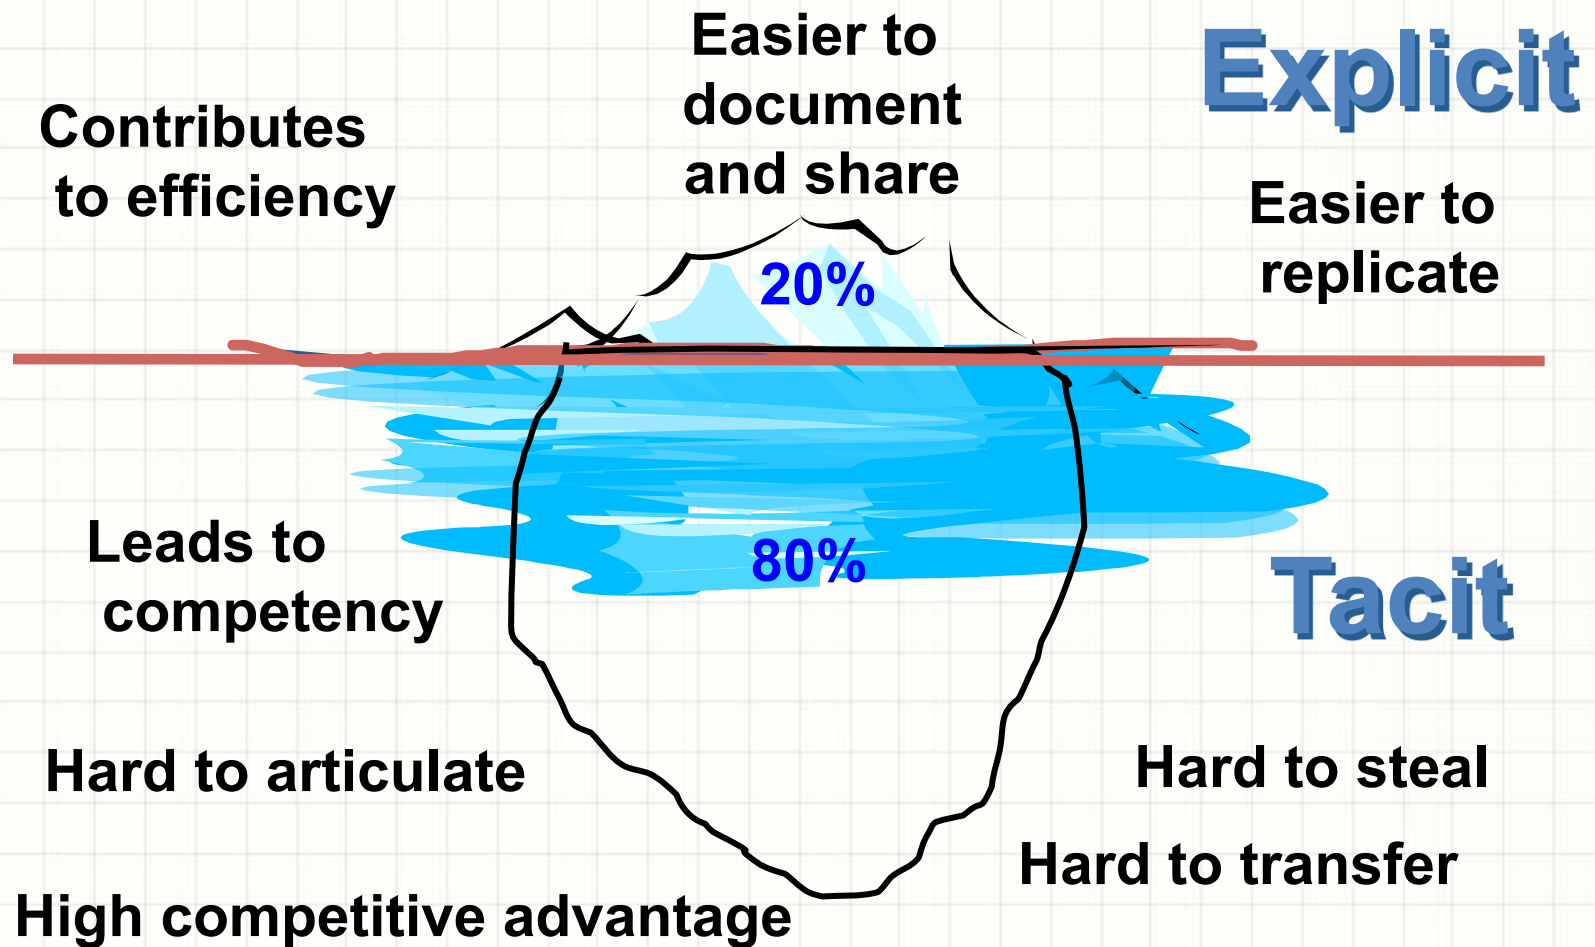 Explicit
Contributes
to efficiency
Easier to
document
and share
Easier to
replicate
20%
80%
Tacit
Leads to
competency
Hard to articulate
Hard to steal
Hard to transfer
High competitive advantage